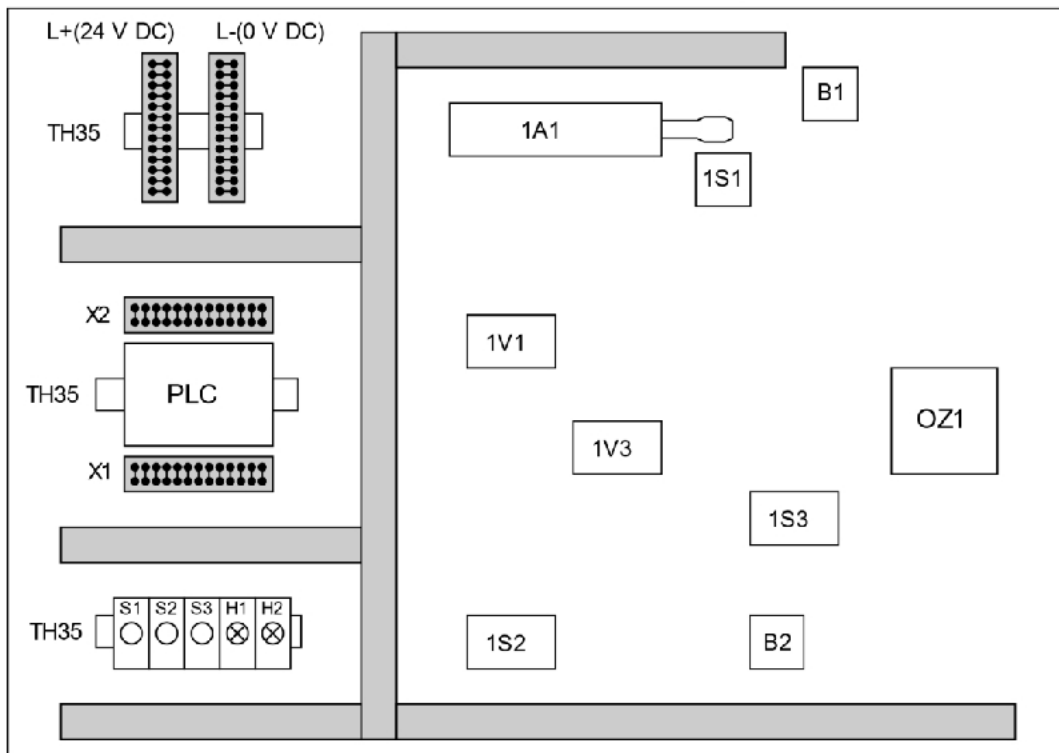 L+(24 V DC) L-(0 V DC)
TH35
X2
TH35
PLC
X1
TH35
S1 S2 S3 H1 H2
1A1
B1
1S1
1V1
1V3
OZ1
1S3
1S2
B2